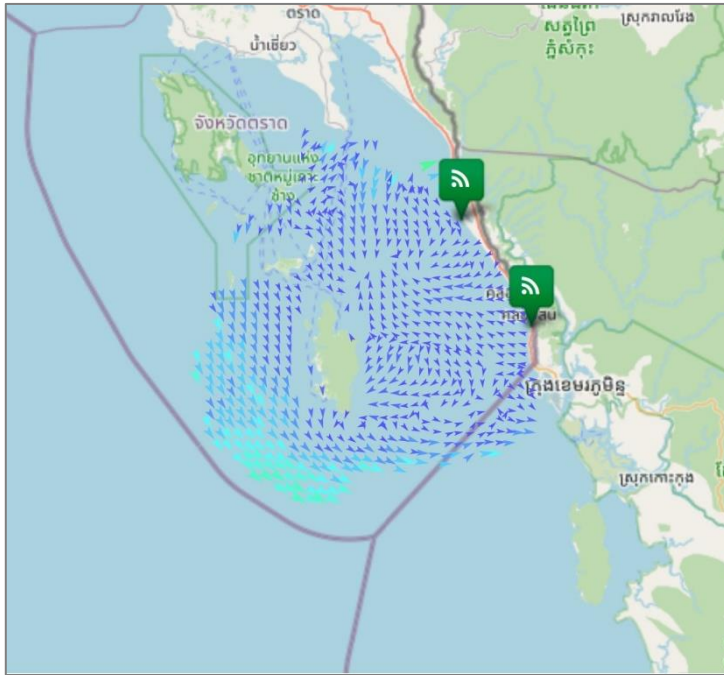 ตราด
น้ำเชี่ยว
จังหวัดตราด
อุทยานแห่ง
ชาติหมู่เกาะ
ช้าง
សត្វព្រៃ
ភ្នំសំកុះ
ស្រុកវាលវែង
ក្រុងខេមរភូមិន្ទ
ស្រុកកោះកុង